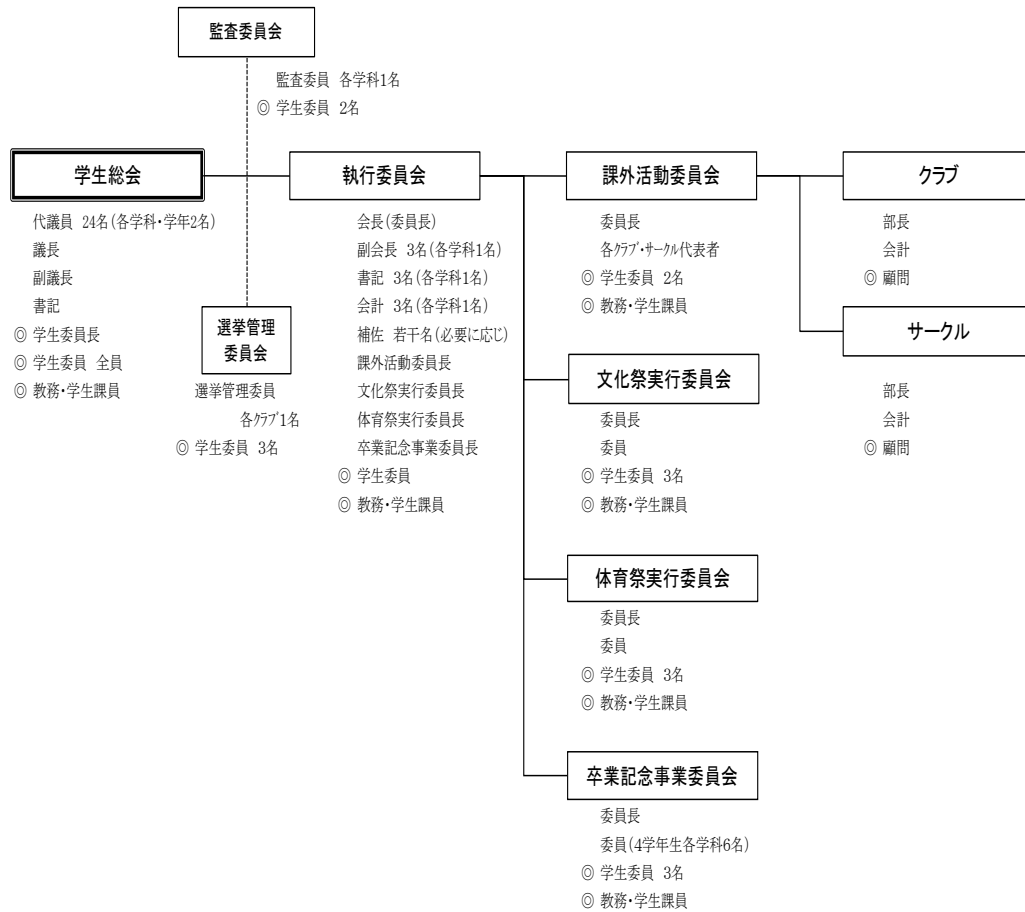 監査委員会
監査委員 各学科1名
◎ 学生委員 2名
学生総会
代議員 24名(各学科・学年2名)
議長
副議長
書記
◎ 学生委員長
◎ 学生委員 全員
◎ 教務・学生課員
選挙管理
委員会
選挙管理委員
各ｸﾗﾌﾞ1名
◎ 学生委員 3名
執行委員会
会長(委員長)
副会長 3名(各学科1名)
書記 3名(各学科1名)
会計 3名(各学科1名)
補佐 若干名(必要に応じ)
課外活動委員長
文化祭実行委員長
体育祭実行委員長
卒業記念事業委員長
◎ 学生委員
◎ 教務・学生課員
課外活動委員会
委員長
各ｸﾗﾌﾞ・ｻｰｸﾙ代表者
◎ 学生委員 2名
◎ 教務・学生課員
文化祭実行委員会
委員長
委員
◎ 学生委員 3名
◎ 教務・学生課員
体育祭実行委員会
委員長
委員
◎ 学生委員 3名
◎ 教務・学生課員
卒業記念事業委員会
委員長
委員(4学年生各学科6名)
◎ 学生委員 3名
◎ 教務・学生課員
クラブ
部長
会計
◎ 顧問
サークル
部長
会計
◎ 顧問